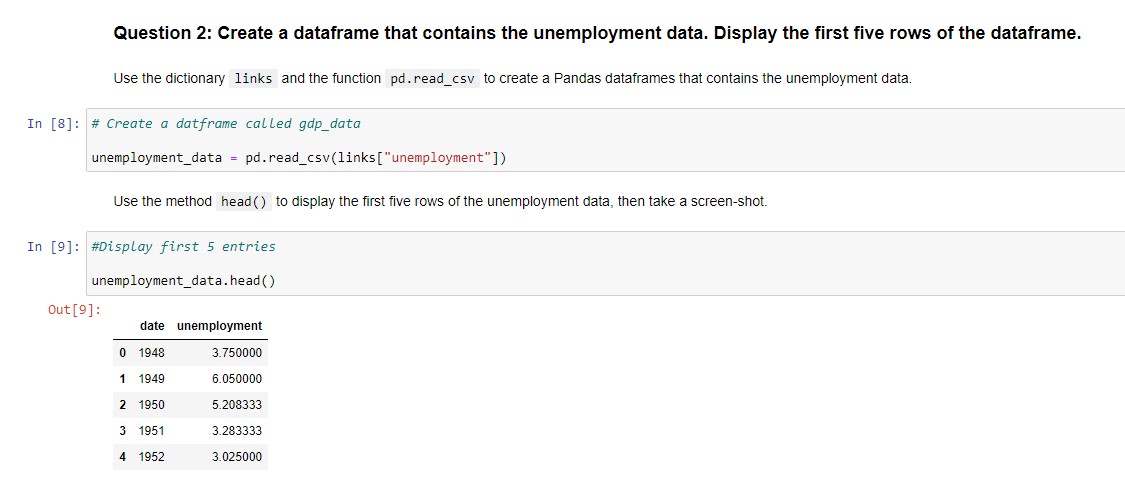 Question 2: Create a dataframe that contains the unemployment data. Display the first five rows of the dataframe.
Use the dictionary links and the function pd.read_csv to create a Pandas dataframes that contains the unemployment data.
In [8]: # Create a datframe called gdp_data
unemployment_data = pd.read_csv(links["unemployment"])
Use the method head() to display the first five rows of the unemployment data, then take a screen-shot.
In [9]: #Display first 5 entries
unemployment_data.head()
Out[9]:
date unemployment
0 1948 3.750000
1 1949 6.050000
2 1950 5.208333
3 1951 3.283333
4 1952 3.025000